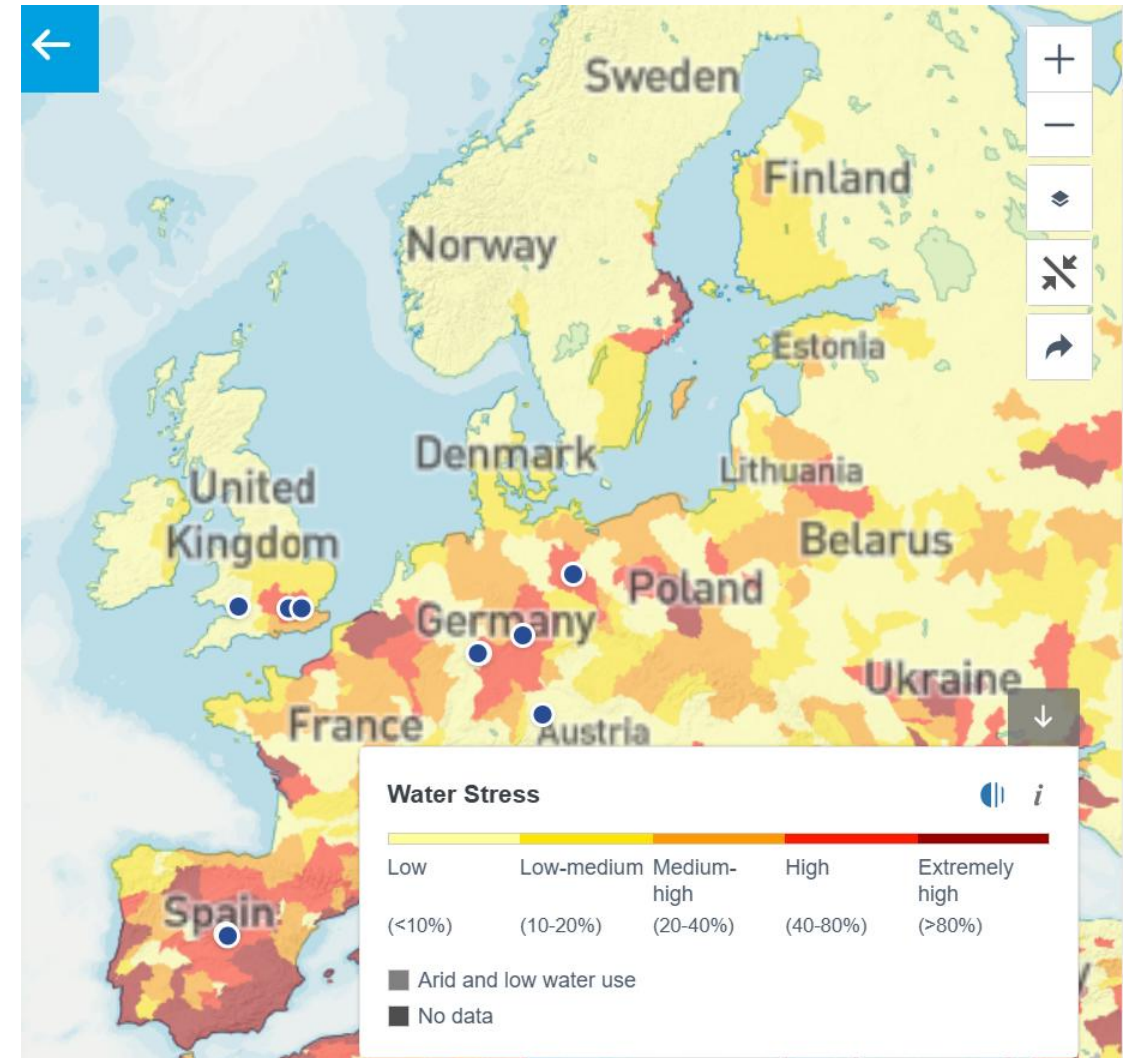 Sweden
Finland
Norway
Estonia
Denmark
Lithuania
United
Kingdom
Belarus
Poland
Germany
Ukraine
France
Austria
Spain
Water Stress
i
Low
Low-medium
Medium-
high
High
Extremely
high
(<10%)
(10-20%)
(20-40%)
(40-80%)
(>80%)
Arid and low water use
No data